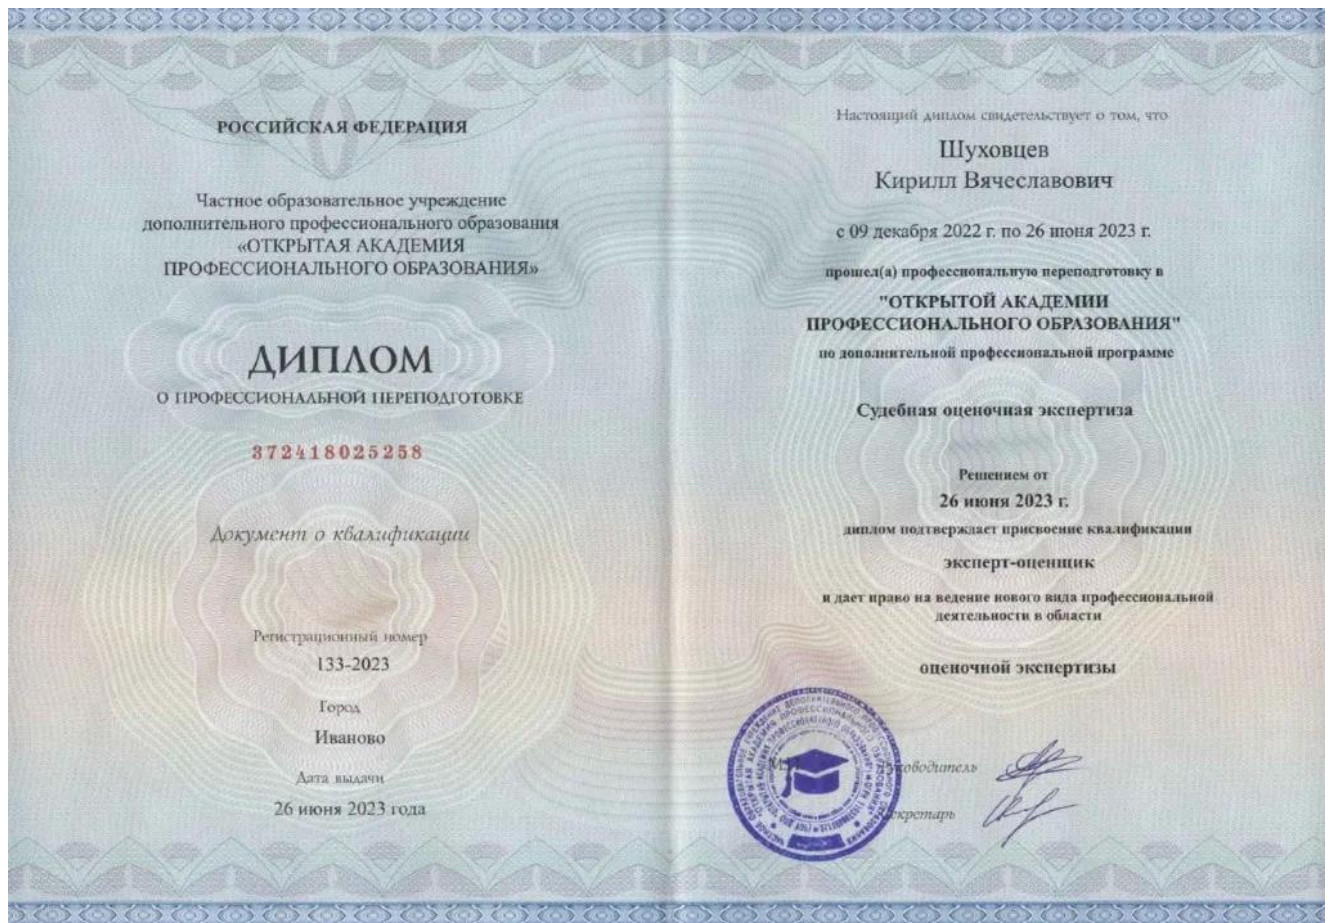 РОССИЙСКАЯ ФЕДЕРАЦИЯ
Частное образовательное учреждение
дополнительного профессионального образования
«ОТКРЫТАЯ АКАДЕМИЯ
ПРОФЕССИОНАЛЬНОГО ОБРАЗОВАНИЯ»
ДИПЛОМ
О ПРОФЕССИОНАЛЬНОЙ ПЕРЕПОДГОТОВКЕ
372418025258
Документ о квалификации
Регистрационный номер
133-2023
Город
Иваново
Дата выдачи
26 июня 2023 года
Настоящий диплом свидетельствует о том, что
Шуховцев
Кирилл Вячеславович
с 09 декабря 2022 г. по 26 июня 2023 г.
прошел(а) профессиональную переподготовку в
"ОТКРЫТОЙ АКАДЕМИИ
ПРОФЕССИОНАЛЬНОГО ОБРАЗОВАНИЯ"
по дополнительной профессиональной программе
Судебная оценочная экспертиза
Решением от
26 июня 2023 г.
диплом подтверждает присвоение квалификации
эксперт-оценщик
и дает право на ведение нового вида профессиональной
деятельности в области
оценочной экспертизы
Руководитель
Секретарь